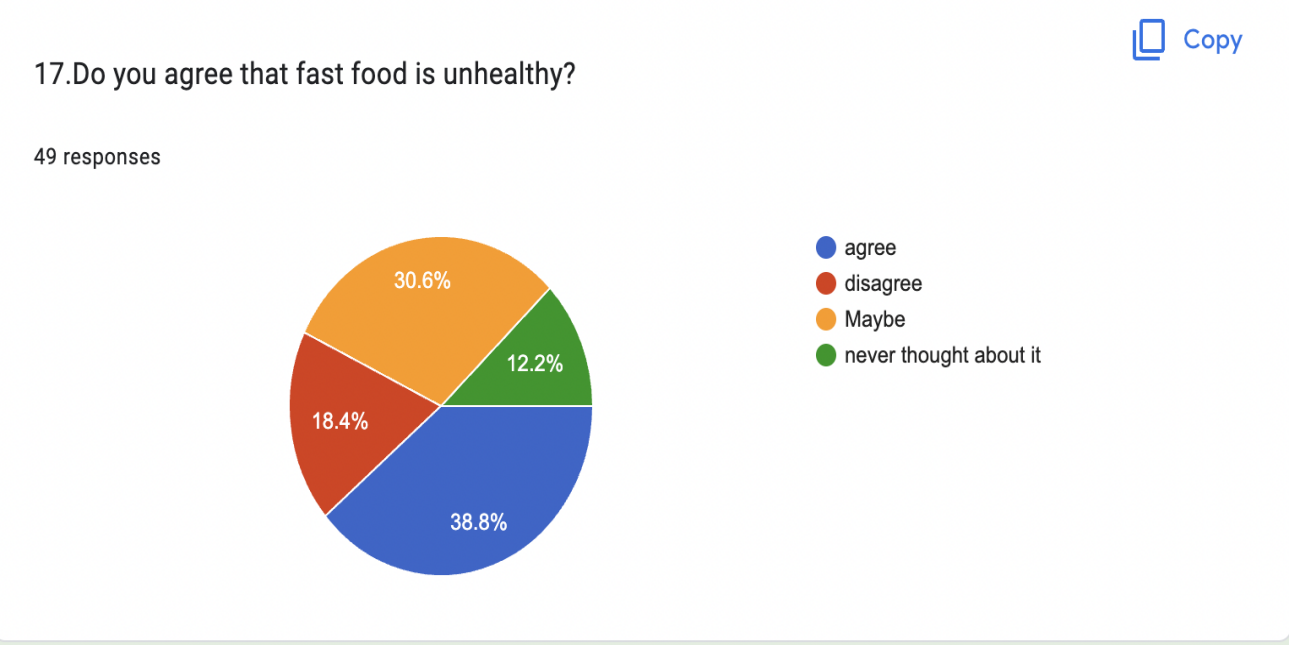 Copy
17.Do you agree that fast food is unhealthy?
49 responses
agree
disagree
Maybe
never thought about it
30.6%
12.2%
18.4%
38.8%